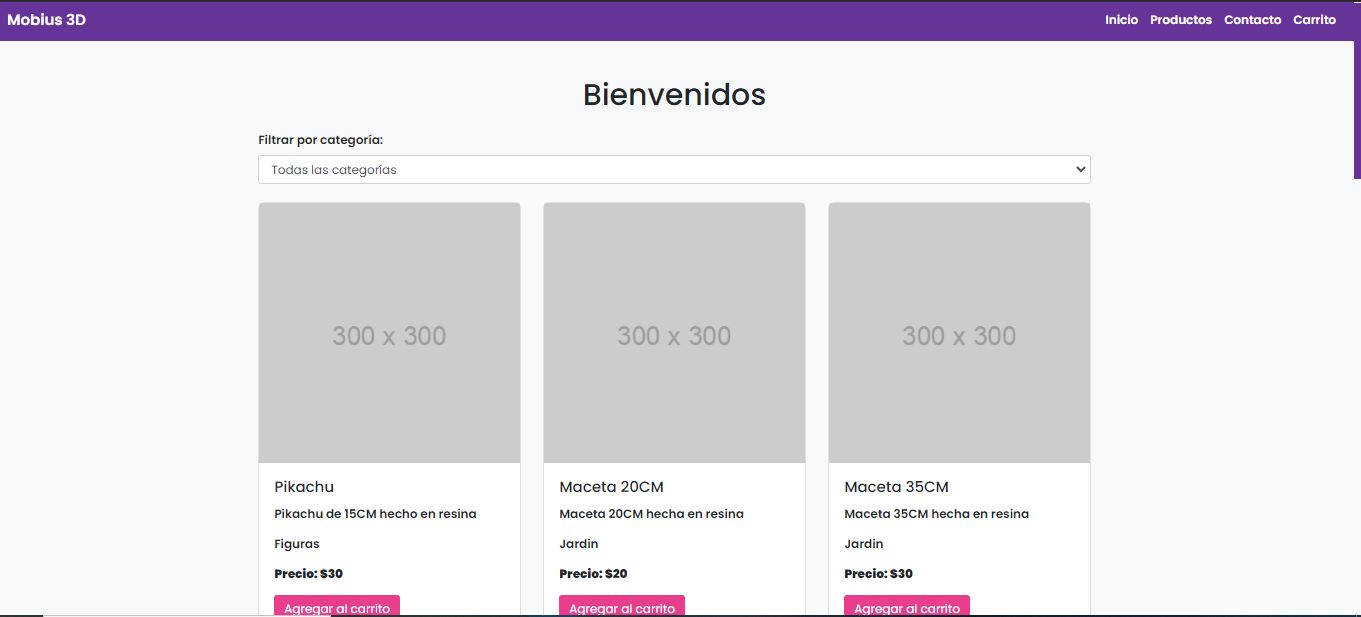 Mobius 3D
Inicio Productos Contacto Carrito
Bienvenidos
Filtrar por categoría:
Todas las categorías
300 x 300
300 x 300
300 x 300
Pikachu
Pikachu de 15CM hecho en resina
Figuras
Precio: $30
Agregar al carrito
Maceta 20CM
Maceta 20CM hecha en resina
Jardin
Precio: $20
Agregar al carrito
Maceta 35CM
Maceta 35CM hecha en resina
Jardin
Precio: $30
Agregar al carrito